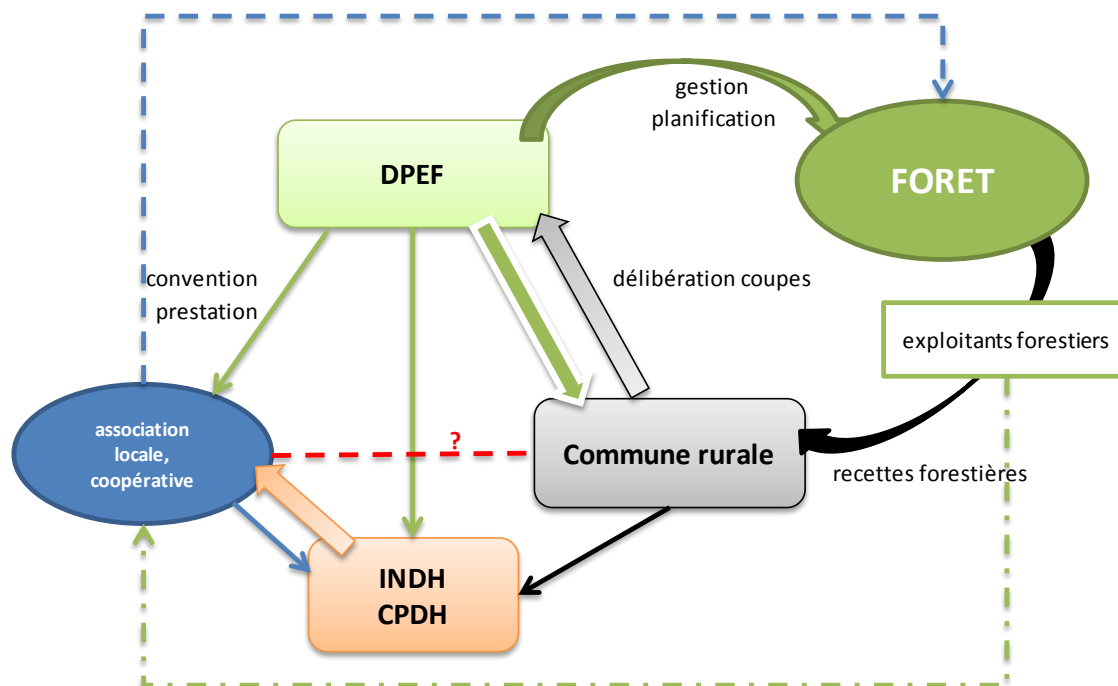 gestion
planification
DPEF
FORET
convention
prestation
délibération coupes
exploitants forestiers
association
locale,
coopérative
?
Commune rurale
recettes forestières
INDH
CPDH